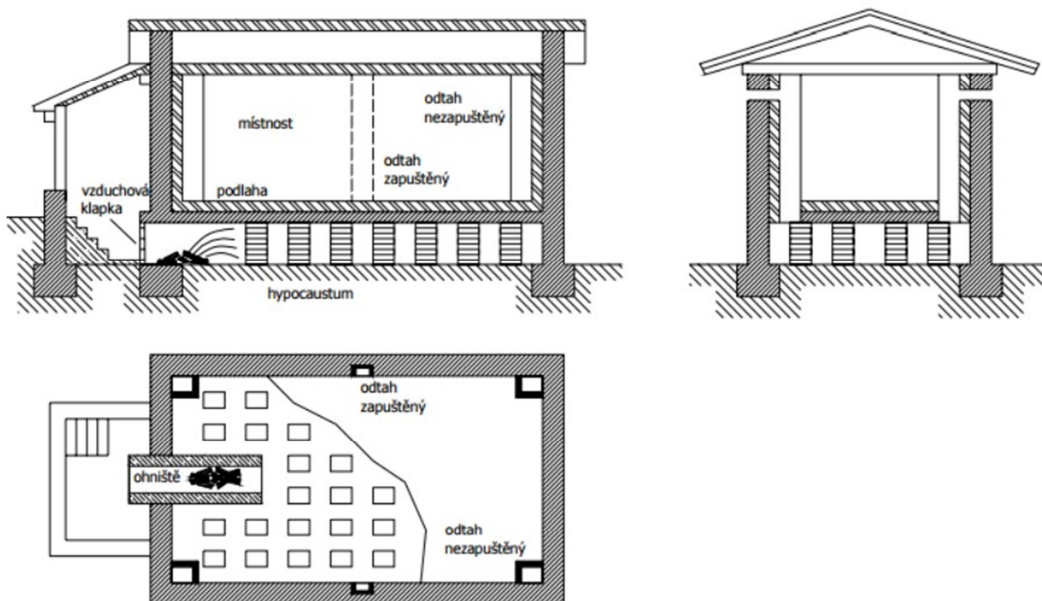 místnost
odtah
nezapuštěný
odtah
zapuštěný
vzduchová
klapka
podlaha
hypocaustum
odtah
zapuštěný
ohniště
odtah
nezapuštěný